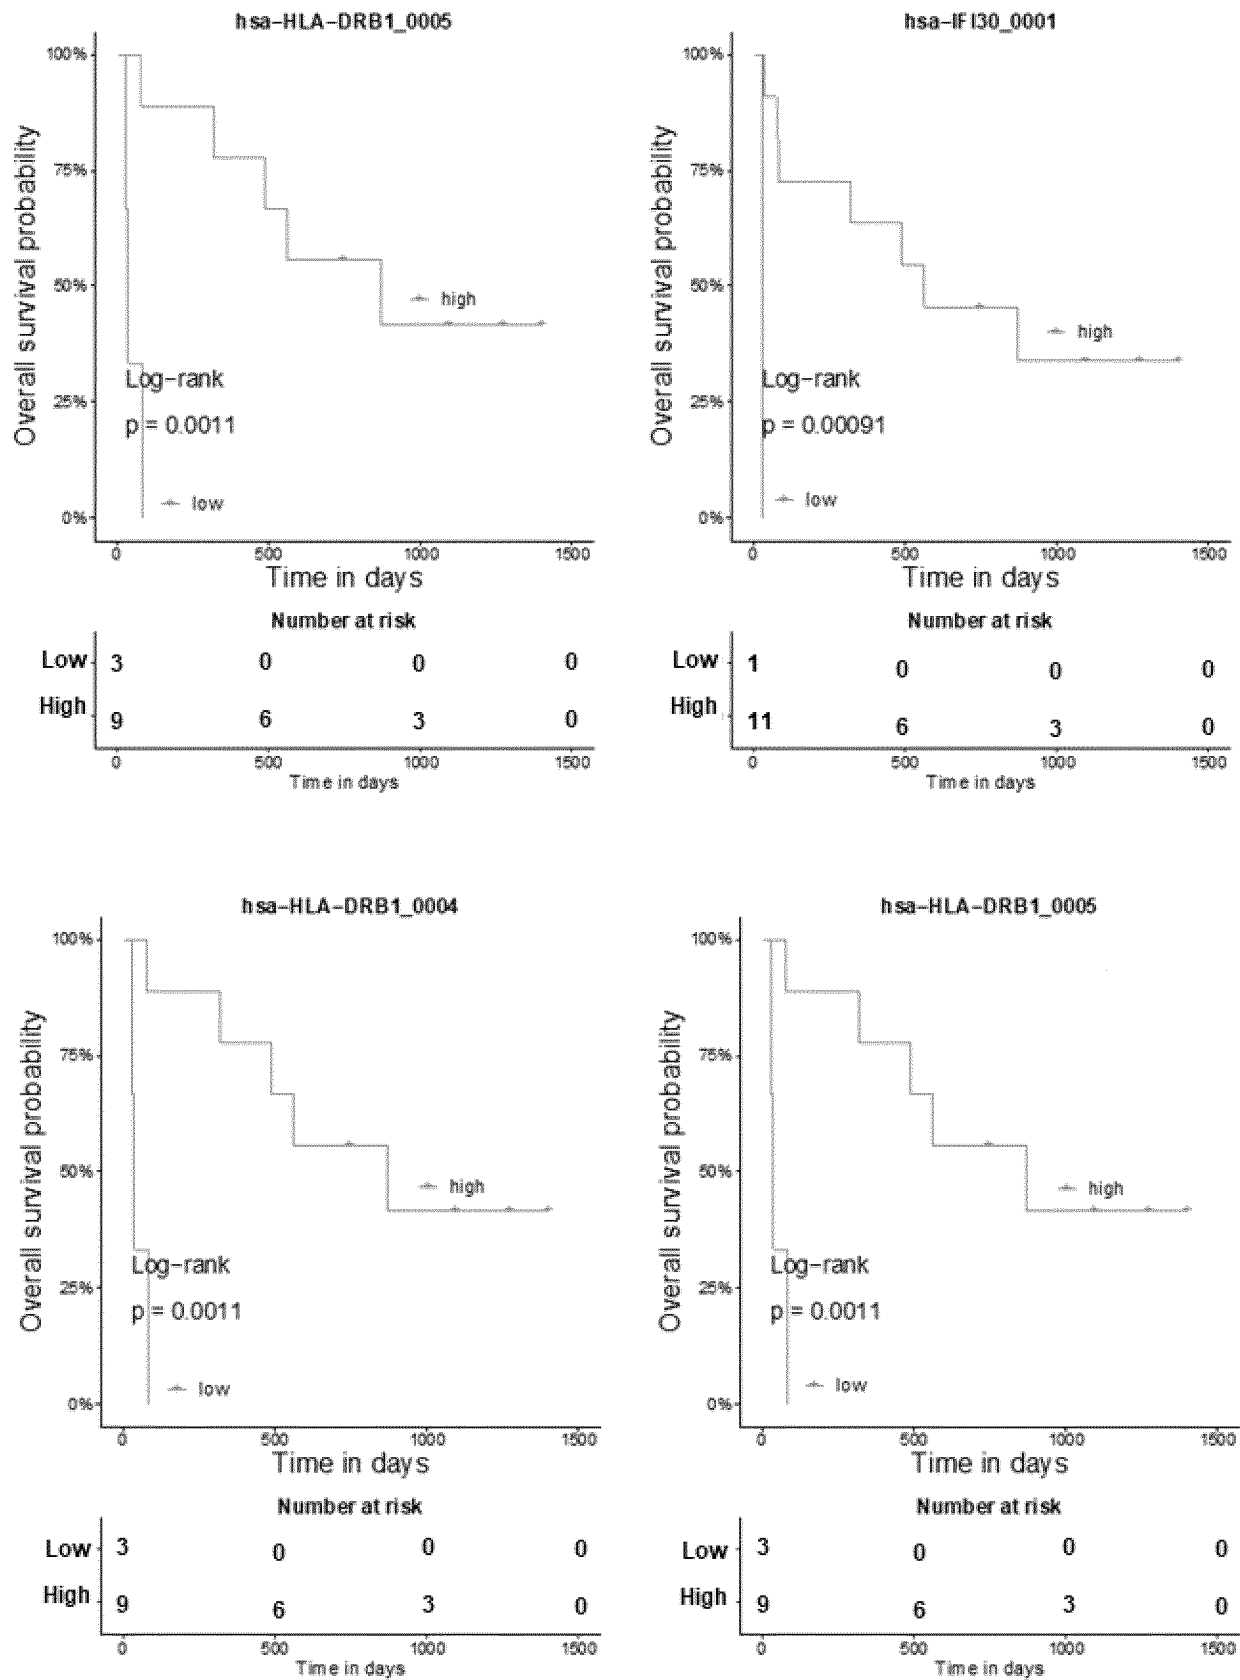 hsa-HLA-DRB1_0005
100%
75%
50%
25%
0%
Overall survival probability
high
Log-rank
p = 0.0011
low
0 500 1000 1500
Time in days
Number at risk
Low 3 0 0 0
High 9 6 3 0
0 500 1000 1500
Time in days
hsa-IFI30_0001
100%
75%
50%
25%
0%
Overall survival probability
high
Log-rank
p = 0.00091
low
0 500 1000 1500
Time in days
Number at risk
Low 1 0 0 0
High 11 6 3 0
0 500 1000 1500
Time in days
hsa-HLA-DRB1_0004
100%
75%
50%
25%
0%
Overall survival probability
high
Log-rank
p = 0.0011
low
0 500 1000 1500
Time in days
Number at risk
Low 3 0 0 0
High 9 6 3 0
0 500 1000 1500
Time in days
hsa-HLA-DRB1_0005
100%
75%
50%
25%
0%
Overall survival probability
high
Log-rank
p = 0.0011
low
0 500 1000 1500
Time in days
Number at risk
Low 3 0 0 0
High 9 6 3 0
0 500 1000 1500
Time in days